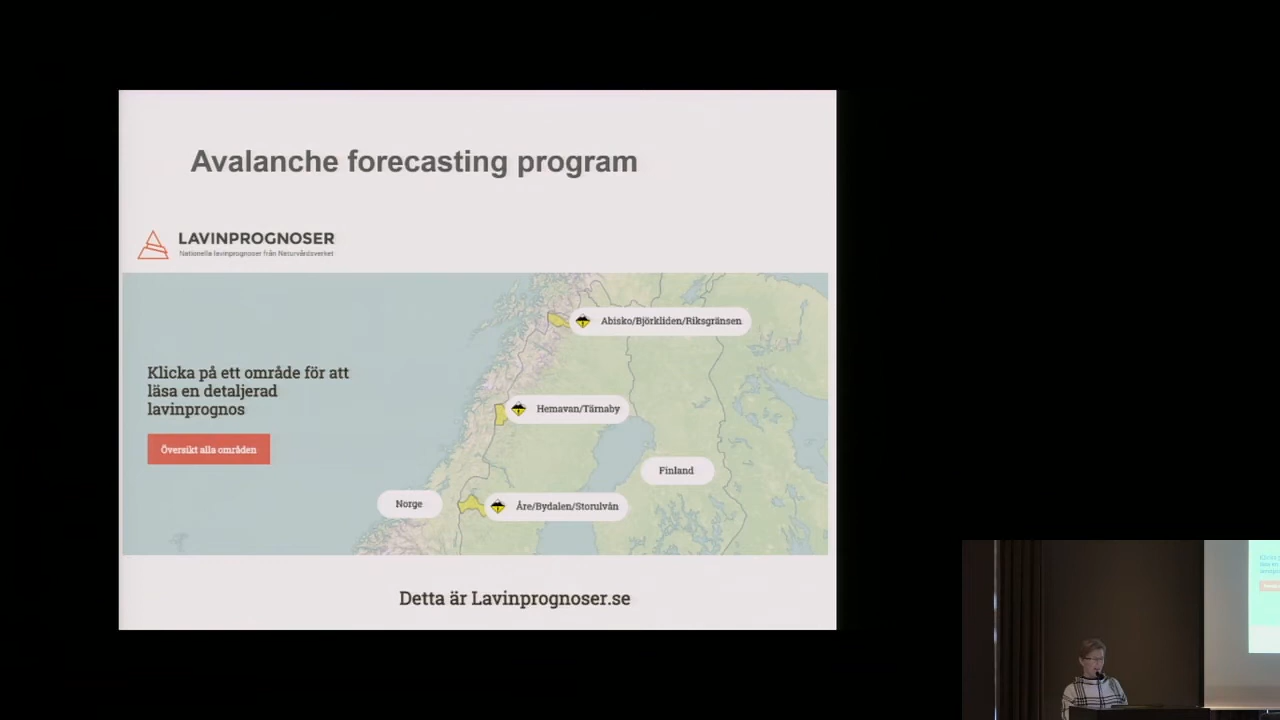 Avalanche forecasting program
LAVINPROGNOSER
Nationella lavinprognoser från Naturvårdsverket
Abisko/Björkliden/Riksgränsen
Klicka på ett område för att
läsa en detaljerad
lavinprognos
Hemavan/Tärnaby
Översikt alla områden
Finland
Norge
Åre/Bydalen/Storulvån
Detta är Lavinprognoser.se